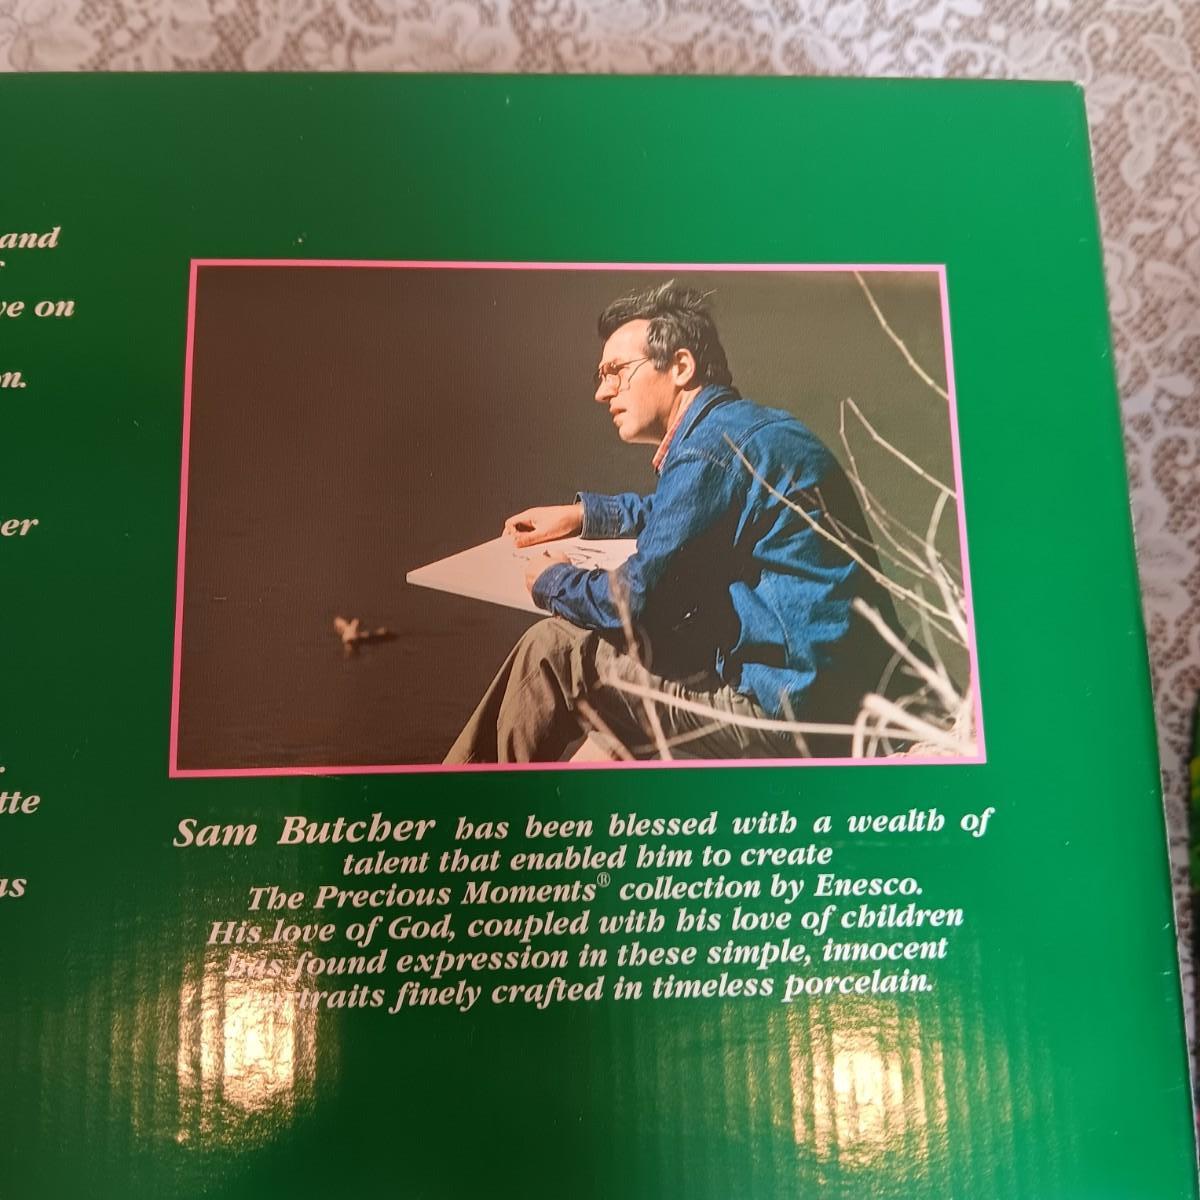 and
ve on
on.
er
tte
as
Sam Butcher has been blessed with a wealth of
talent that enabled him to create
The Precious Moments® collection by Enesco.
His love of God, coupled with his love of children
has found expression in these simple, innocent
portraits finely crafted in timeless porcelain.